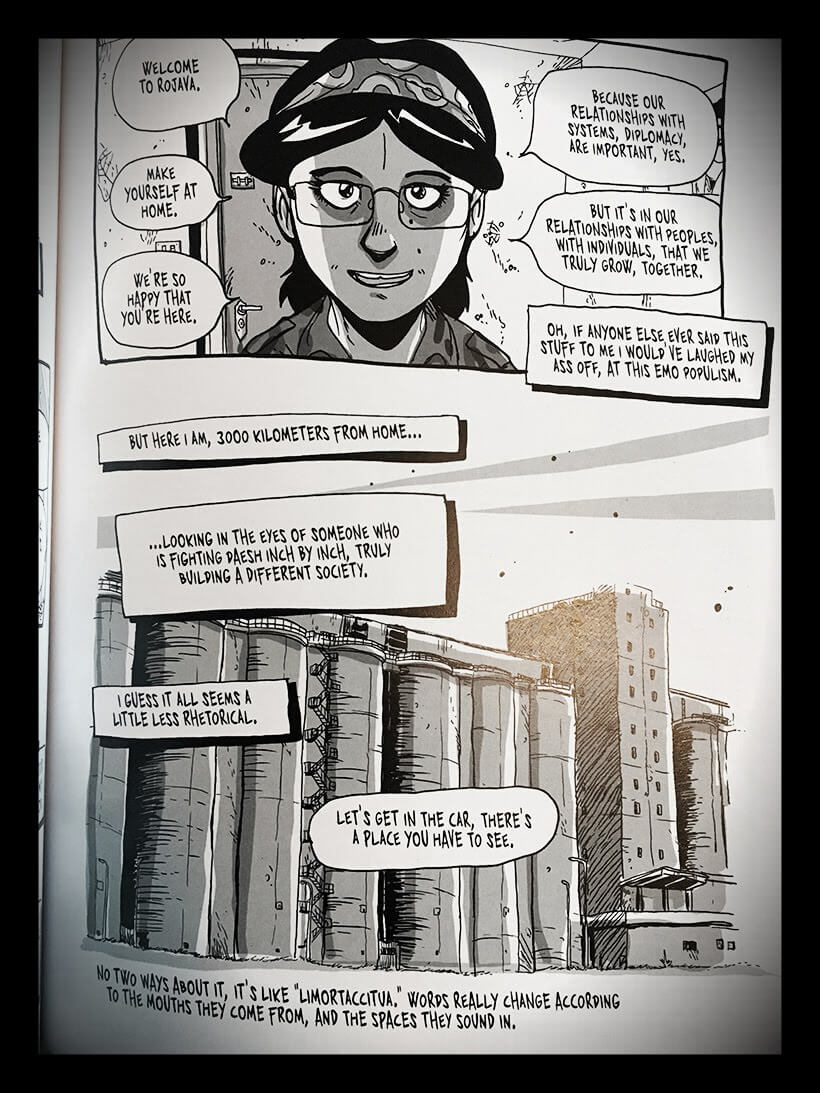 WELCOME
TO ROJAVA.
MAKE
YOURSELF AT
HOME.
WE'RE SO
HAPPY THAT
YOU'RE HERE.
BECAUSE OUR
RELATIONSHIPS WITH
SYSTEMS, DIPLOMACY,
ARE IMPORTANT, YES.
BUT IT'S IN OUR
RELATIONSHIPS WITH PEOPLES,
WITH INDIVIDUALS, THAT WE
TRULY GROW, TOGETHER.
OH, IF ANYONE ELSE EVER SAID THIS
STUFF TO ME I WOULD'VE LAUGHED MY
ASS OFF, AT THIS EMO POPULISM.
BUT HERE I AM, 3000 KILOMETERS FROM HOME...
...LOOKING IN THE EYES OF SOMEONE WHO
IS FIGHTING DAESH INCH BY INCH, TRULY
BUILDING A DIFFERENT SOCIETY.
I GUESS IT ALL SEEMS A
LITTLE LESS RHETORICAL.
LET'S GET IN THE CAR, THERE'S
A PLACE YOU HAVE TO SEE.
NO TWO WAYS ABOUT IT, IT'S LIKE "LIMORTACCITUA." WORDS REALLY CHANGE ACCORDING
TO THE MOUTHS THEY COME FROM, AND THE SPACES THEY SOUND IN.